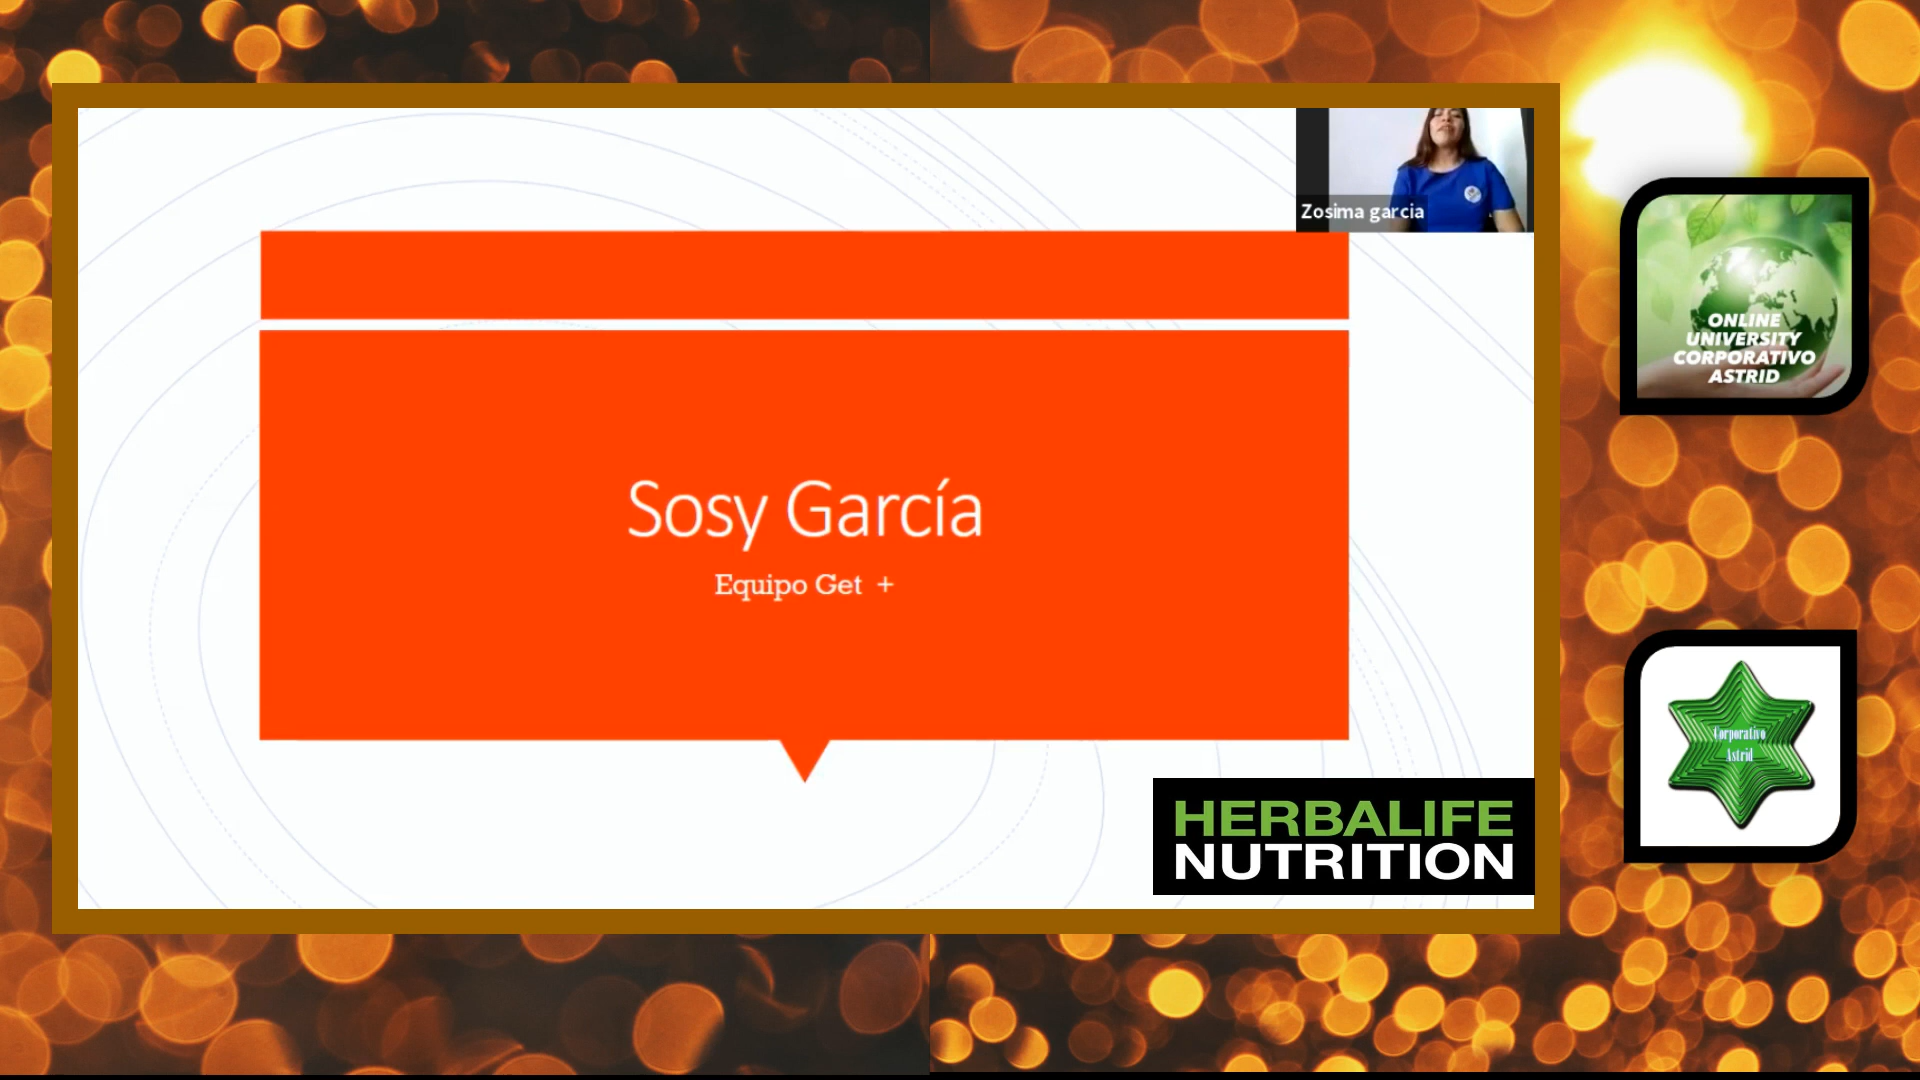 Zosima garcia
Sosy García
Equipo Get +
ONLINE
UNIVERSITY
CORPORATIVO
ASTRID
Corporativo
Astrid
HERBALIFE
NUTRITION